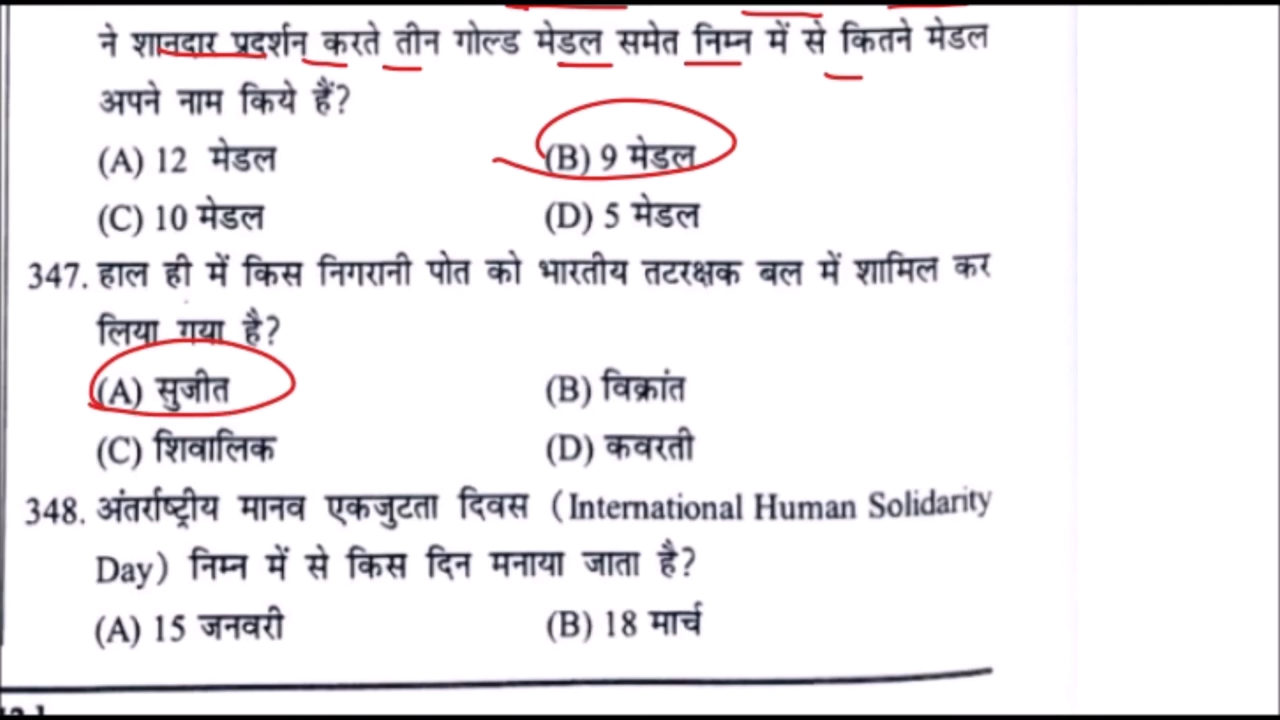 ने शानदार प्रदर्शन करते तीन गोल्ड मेडल समेत निम्न में से कितने मेडल
अपने नाम किये हैं?
(A) 12 मेडल (B) 9 मेडल
(C) 10 मेडल (D) 5 मेडल
347. हाल ही में किस निगरानी पोत को भारतीय तटरक्षक बल में शामिल कर
लिया गया है?
(A) सुजीत (B) विक्रांत
(C) शिवालिक (D) कवरती
348. अंतर्राष्ट्रीय मानव एकजुटता दिवस (International Human Solidarity
Day) निम्न में से किस दिन मनाया जाता है?
(A) 15 जनवरी (B) 18 मार्च